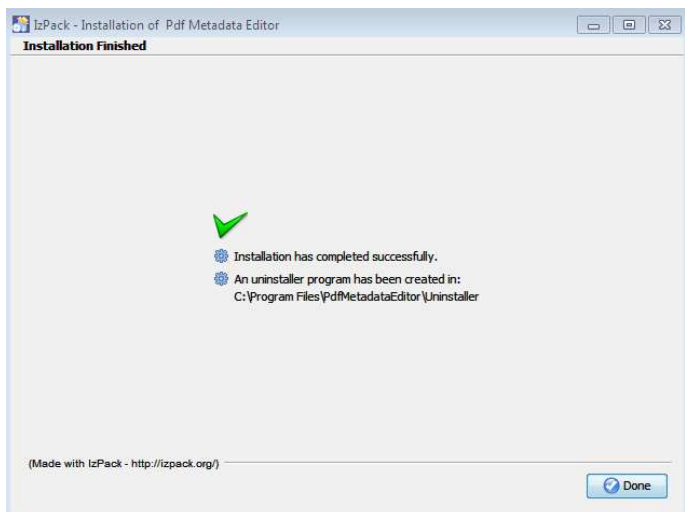 IzPack - Installation of Pdf Metadata Editor
Installation Finished
Installation has completed successfully.
An uninstaller program has been created in:
C:\Program Files\PdfMetadataEditor\Uninstaller
(Made with IzPack - http://izpack.org/)
Done